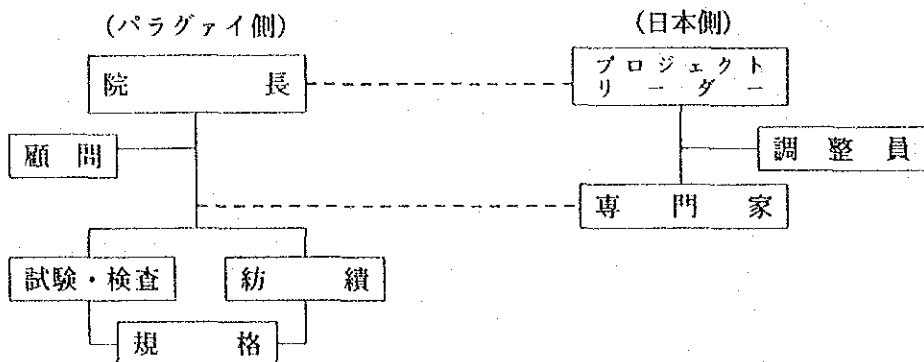 (パラグァイ側)
(日本側)
院長
プロジェクト
リーダー
顧問
調整員
専門家
試験・検査
紡績
規格